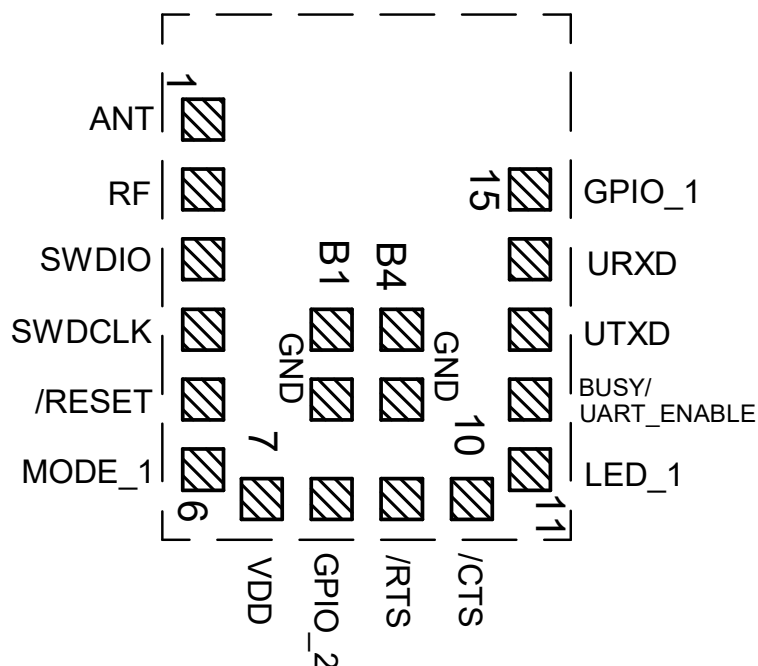 1
ANT
RF
15
GPIO_1
SWDIO
B1
B4
URXD
SWDCLK
GND
GND
UTXD
/RESET
BUSY/
UART_ENABLE
7
10
MODE_1
LED_1
6
11
VDD
GPIO_2
/RTS
/CTS